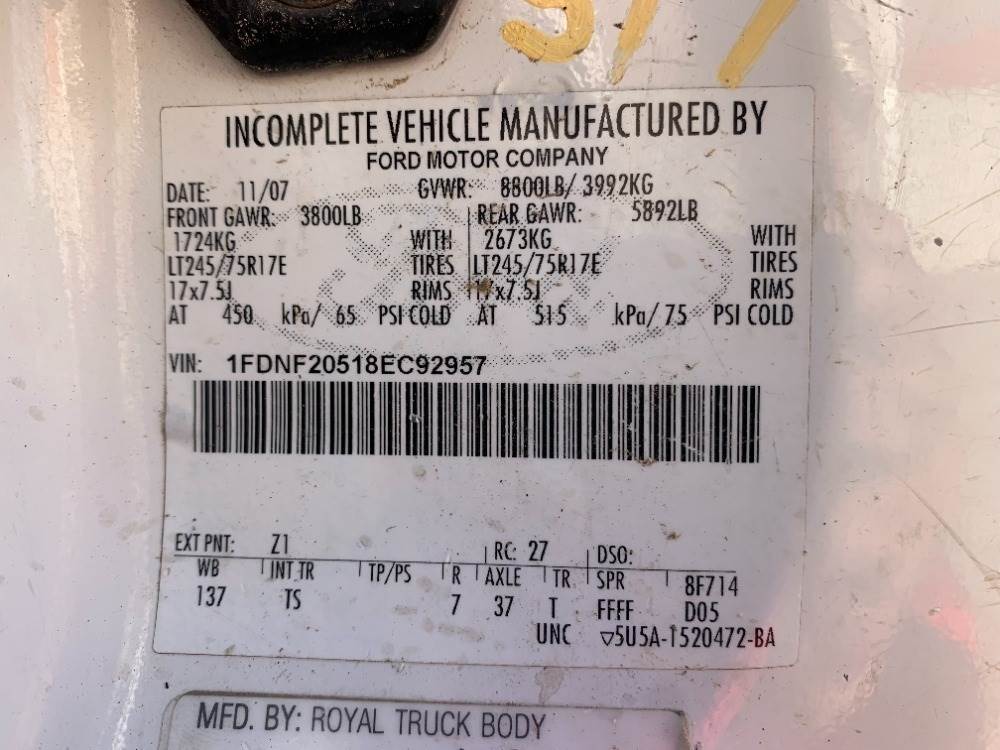 INCOMPLETE VEHICLE MANUFACTURED BY
FORD MOTOR COMPANY
DATE: 11/07 GVWR: 8800LB/ 3992KG
FRONT GAWR: 3800LB REAR GAWR: 5892LB
1724KG WITH 2673KG WITH
LT245/75R17E TIRES LT245/75R17E TIRES
17x7.5J RIMS 17x7.5J RIMS
AT 450 kPa/ 65 PSI COLD AT 515 kPa/ 75 PSI COLD
VIN: 1FDNF20518EC92957
EXT PNT: Z1 RC: 27 DSO:
WB INT TR TP/PS R AXLE TR SPR 8F714
137 TS 7 37 T FFFF D05
UNC ▽5U5A-1520472-BA
MFD. BY: ROYAL TRUCK BODY